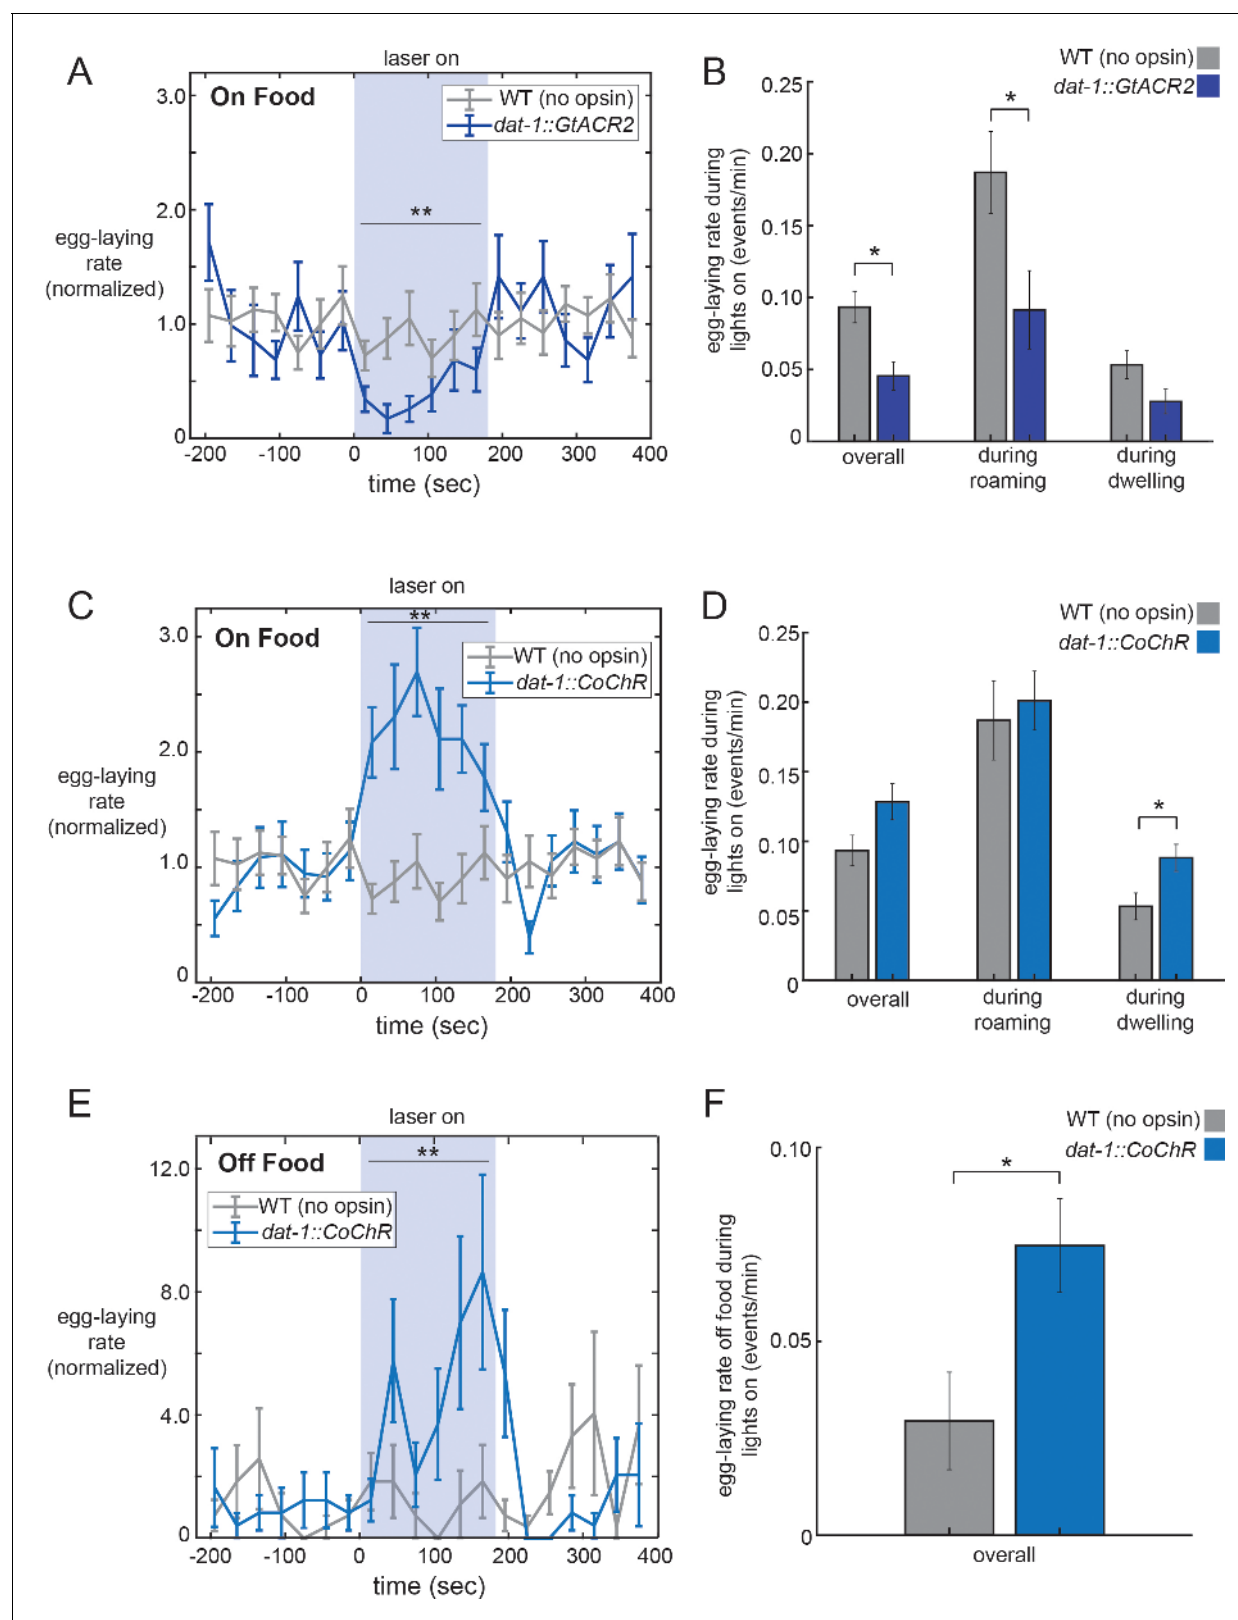 A
laser on
On Food
WT (no opsin)
dat-1::GtACR2
**
3.0
2.0
1.0
0
egg-laying
rate
(normalized)
-200 -100 0 100 200 300 400
time (sec)
B
WT (no opsin)
dat-1::GtACR2
egg-laying rate during
lights on (events/min)
0.25
0.20
0.15
0.10
0.05
0
*
*
overall
during
roaming
during
dwelling
C
laser on
**
On Food
WT (no opsin)
dat-1::CoChR
3.0
2.0
1.0
0
egg-laying
rate
(normalized)
-200 -100 0 100 200 300 400
time (sec)
D
WT (no opsin)
dat-1::CoChR
egg-laying rate during
lights on (events/min)
0.25
0.20
0.15
0.10
0.05
0
*
overall
during
roaming
during
dwelling
E
laser on
**
Off Food
WT (no opsin)
dat-1::CoChR
12.0
8.0
4.0
0
egg-laying
rate
(normalized)
-200 -100 0 100 200 300 400
time (sec)
F
WT (no opsin)
dat-1::CoChR
egg-laying rate off food during
lights on (events/min)
0.10
0.05
0
*
overall